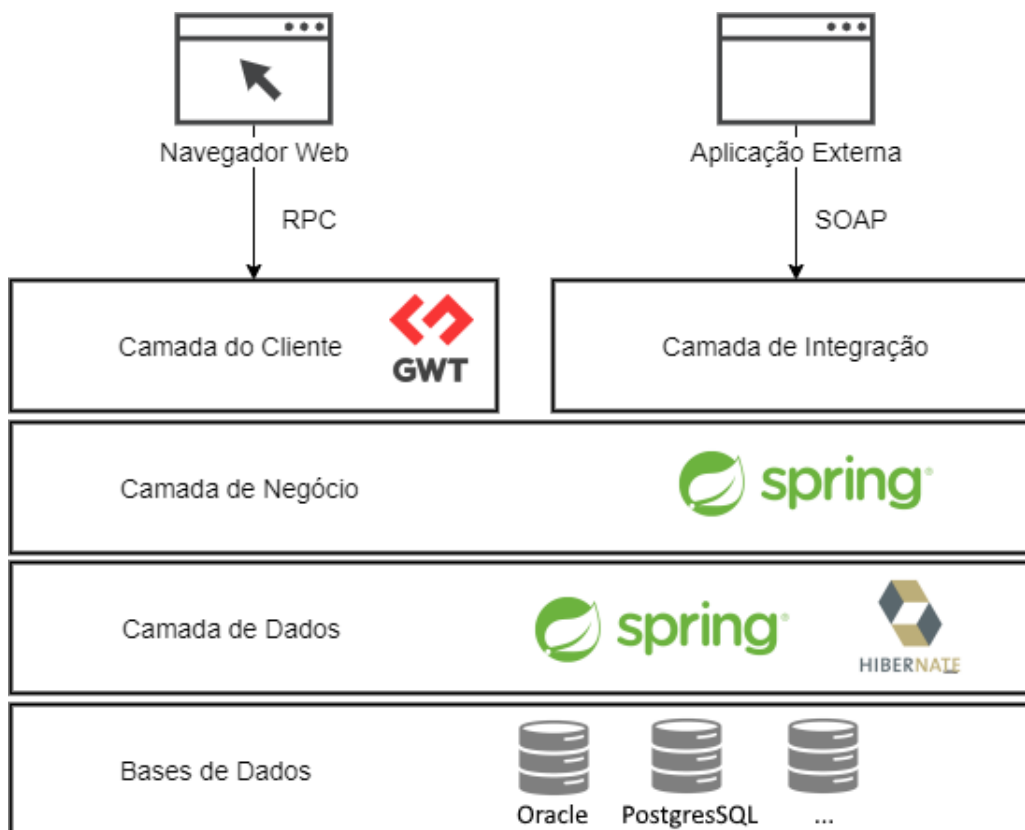 Navegador Web
Aplicação Externa
RPC
SOAP
Camada do Cliente
GWT
Camada de Integração
Camada de Negócio
spring®
Camada de Dados
spring®
HIBERNATE
Bases de Dados
Oracle
PostgresSQL
...